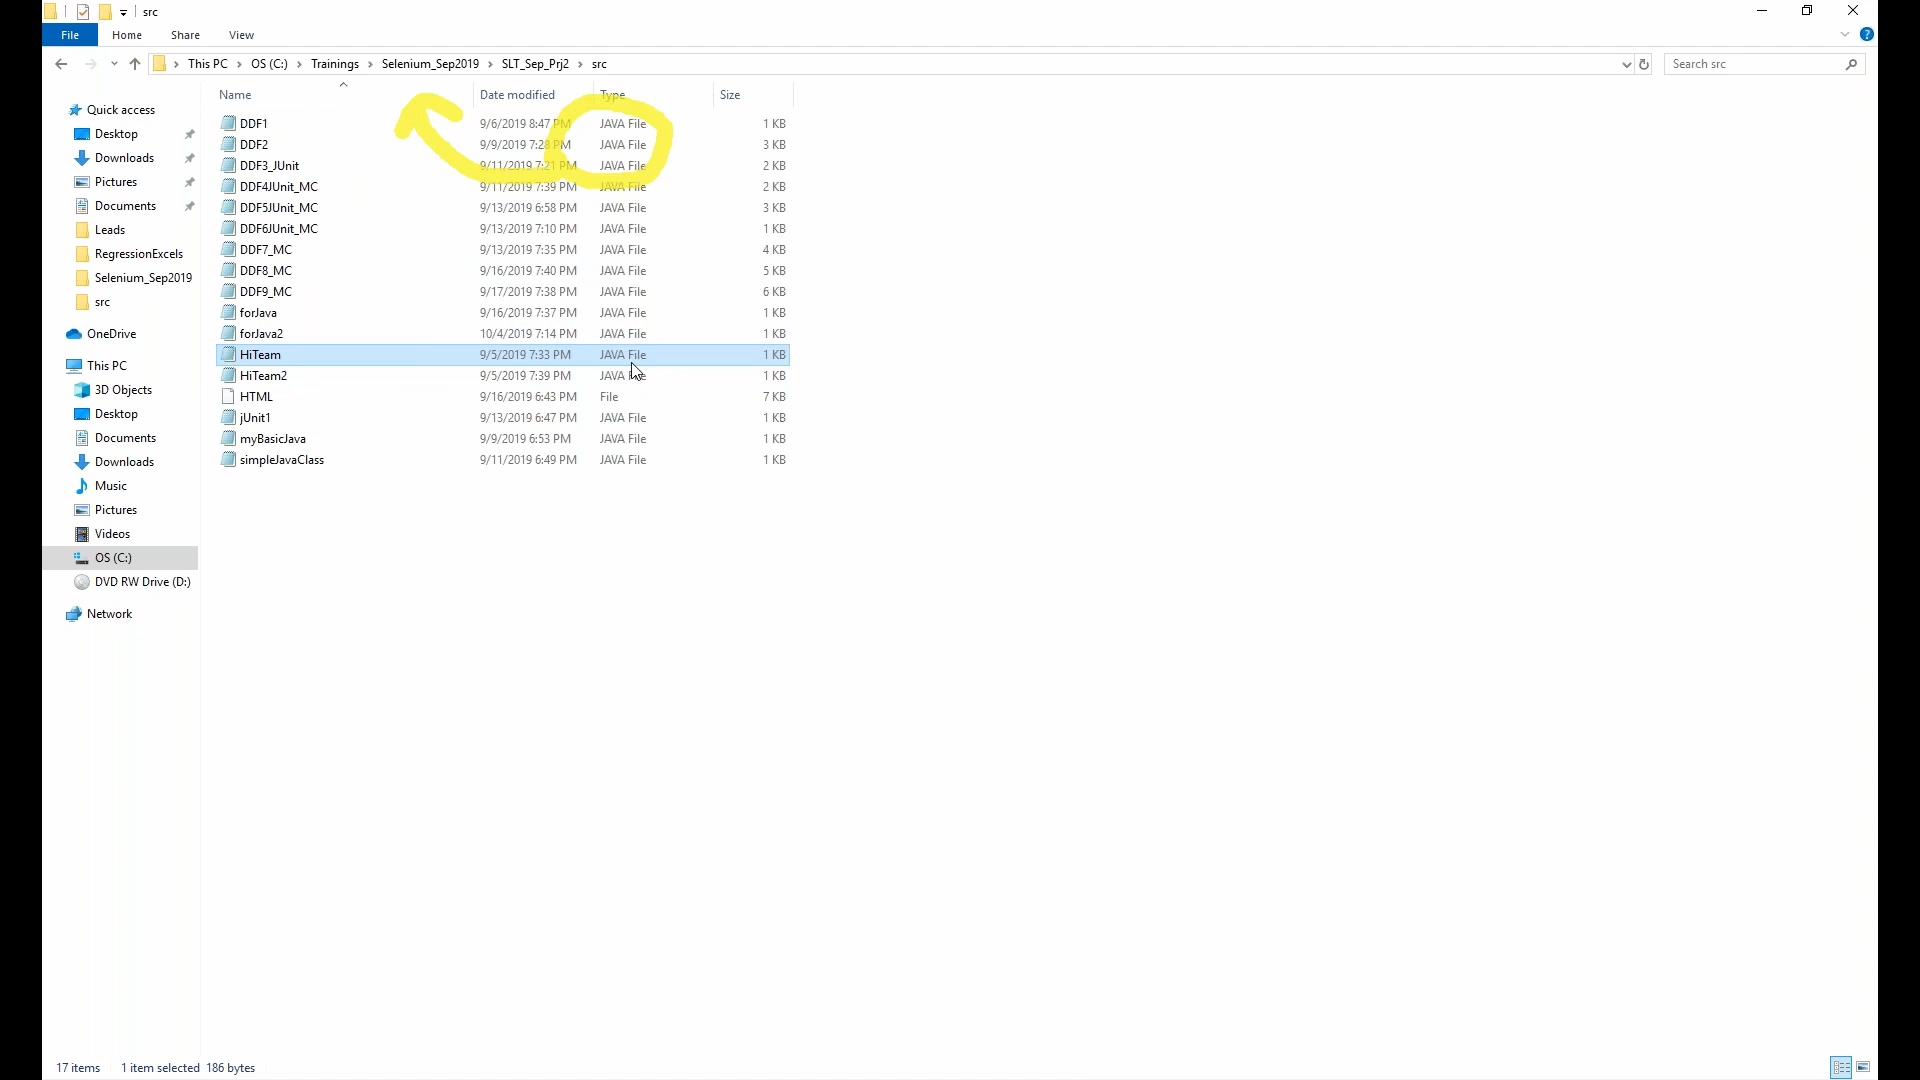 src
File Home Share View
This PC OS (C:) Trainings Selenium_Sep2019 SLT_Sep_Prj2 src Search src
Name Date modified Type Size
Quick access
Desktop
Downloads
Pictures
Documents
Leads
RegressionExcels
Selenium_Sep2019
src
OneDrive
This PC
3D Objects
Desktop
Documents
Downloads
Music
Pictures
Videos
OS (C:)
DVD RW Drive (D:)
Network
DDF1 9/6/2019 8:47 PM JAVA File 1 KB
DDF2 9/9/2019 7:28 PM JAVA File 3 KB
DDF3_JUnit 9/11/2019 7:21 PM JAVA File 2 KB
DDF4JUnit_MC 9/11/2019 7:39 PM JAVA File 2 KB
DDF5JUnit_MC 9/13/2019 6:58 PM JAVA File 3 KB
DDF6JUnit_MC 9/13/2019 7:10 PM JAVA File 1 KB
DDF7_MC 9/13/2019 7:35 PM JAVA File 4 KB
DDF8_MC 9/16/2019 7:40 PM JAVA File 5 KB
DDF9_MC 9/17/2019 7:38 PM JAVA File 6 KB
forJava 9/16/2019 7:37 PM JAVA File 1 KB
forJava2 10/4/2019 7:14 PM JAVA File 1 KB
HiTeam 9/5/2019 7:33 PM JAVA File 1 KB
HiTeam2 9/5/2019 7:39 PM JAVA File 1 KB
HTML 9/16/2019 6:43 PM File 7 KB
jUnit1 9/13/2019 6:47 PM JAVA File 1 KB
myBasicJava 9/9/2019 6:53 PM JAVA File 1 KB
simpleJavaClass 9/11/2019 6:49 PM JAVA File 1 KB
17 items 1 item selected 186 bytes